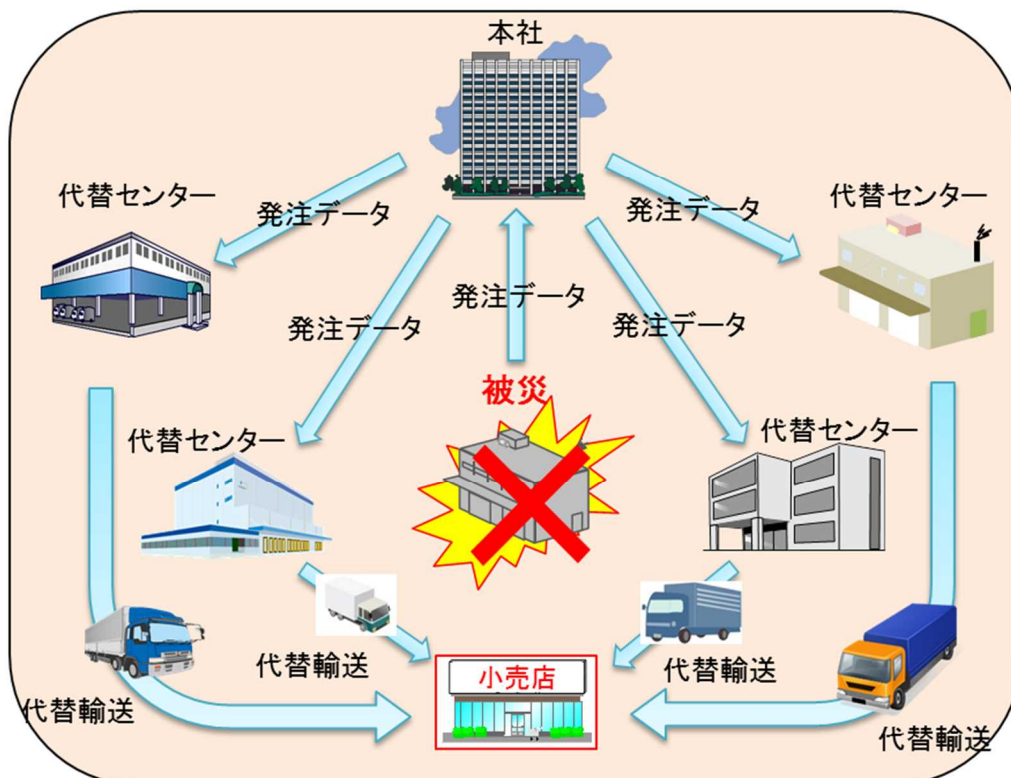 本社
代替センター
発注データ
発注データ
代替センター
発注データ
発注データ
発注データ
被災
代替センター
代替センター
代替輸送
代替輸送
小売店
代替輸送
代替輸送